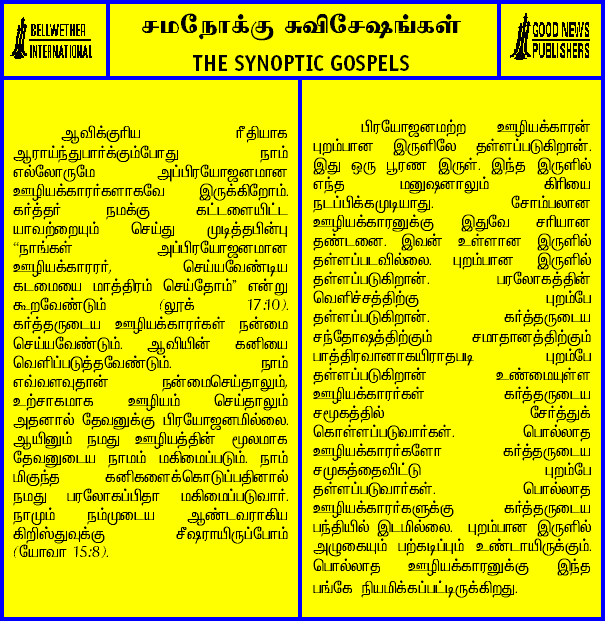 BELLWETHER
INTERNATIONAL
சமநோக்கு சுவிசேஷங்கள்
THE SYNOPTIC GOSPELS
GOOD NEWS
PUBLISHERS
ஆவிக்குரிய ரீதியாக
ஆராய்ந்துபார்க்கும்போது நாம்
எல்லோருமே அப்பிரயோஜனமான
ஊழியக்காரர்களாகவே இருக்கிறோம்.
கர்த்தர் நமக்கு கட்டளையிட்ட
யாவற்றையும் செய்து முடித்தபின்பு
“நாங்கள் அப்பிரயோஜனமான
ஊழியக்காரர், செய்யவேண்டிய
கடமையை மாத்திரம் செய்தோம்” என்று
கூறவேண்டும் (லூக் 17:10).
கர்த்தருடைய ஊழியக்காரர்கள் நன்மை
செய்யவேண்டும். ஆவியின் கனியை
வெளிப்படுத்தவேண்டும். நாம்
எவ்வளவுதான் நன்மைசெய்தாலும்,
உற்சாகமாக ஊழியம் செய்தாலும்
அதனால் தேவனுக்கு பிரயோஜனமில்லை.
ஆயினும் நமது ஊழியத்தின் மூலமாக
தேவனுடைய நாமம் மகிமைப்படும். நாம்
மிகுந்த கனிகளைக்கொடுப்பதினால்
நமது பரலோகப்பிதா மகிமைப்படுவார்.
நாமும் நம்முடைய ஆண்டவராகிய
கிறிஸ்துவுக்கு சீஷராயிருப்போம்
(யோவா 15:8).
பிரயோஜனமற்ற ஊழியக்காரன்
புறம்பான இருளிலே தள்ளப்படுகிறான்.
இது ஒரு பூரண இருள். இந்த இருளில்
எந்த மனுஷனாலும் கிரியை
நடப்பிக்கமுடியாது. சோம்பலான
ஊழியக்காரனுக்கு இதுவே சரியான
தண்டனை. இவன் உள்ளான இருளில்
தள்ளப்படவில்லை. புறம்பான இருளில்
தள்ளப்படுகிறான். பரலோகத்தின்
வெளிச்சத்திற்கு புறம்பே
தள்ளப்படுகிறான். கர்த்தருடைய
சந்தோஷத்திற்கும் சமாதானத்திற்கும்
பாத்திரவானாகயிராதபடி புறம்பே
தள்ளப்படுகிறான் உண்மையுள்ள
ஊழியக்காரர்கள் கர்த்தருடைய
சமுகத்தில் சேர்த்துக்
கொள்ளப்படுவார்கள். பொல்லாத
ஊழியக்காரர்களோ கர்த்தருடைய
சமுகத்தைவிட்டு புறம்பே
தள்ளப்படுவார்கள். பொல்லாத
ஊழியக்காரர்களுக்கு கர்த்தருடைய
பந்தியில் இடமில்லை. புறம்பான இருளில்
அழுகையும் பற்கடிப்பும் உண்டாயிருக்கும்.
பொல்லாத ஊழியக்காரனுக்கு இந்த
பங்கே நியமிக்கப்பட்டிருக்கிறது.